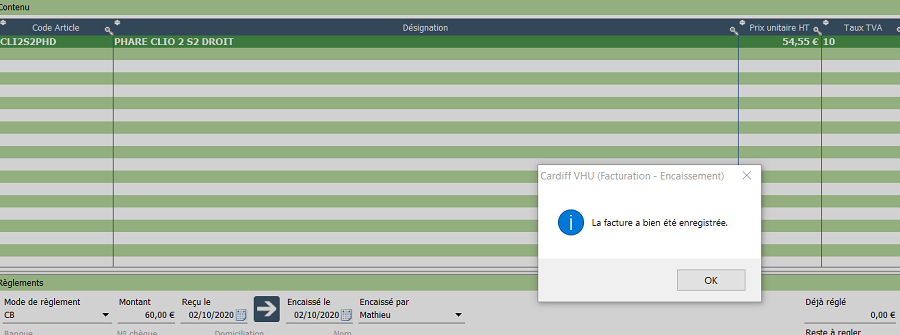 Contenu
Code Article Désignation Prix unitaire HT Taux TVA
CLI2S2PHD PHARE CLIO 2 S2 DROIT 54,55 € 10
Cardiff VHU (Facturation - Encaissement)
La facture a bien été enregistrée.
OK
Règlements
Mode de règlement Montant Reçu le Encaissé le Encaissé par Déjà réglé
CB 60,00 € 02/10/2020 02/10/2020 Mathieu 0,00 €
Banque N° chèque Domiciliation Nom Reste à régler